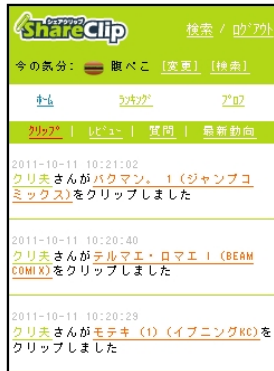 シェアクリップ
ShareClip
検索 / ログアウト
今の気分: 腹ペこ [変更] [検索]
ホーム ランキング プロフ
クリップ | レビュー | 質問 | 最新動向
2011-10-11 10:21:02
クリ夫さんがバクマン。 1 (ジャンプコ
ミックス)をクリップしました
2011-10-11 10:20:40
クリ夫さんがテルマエ・ロマエ I (BEAM
COMIX)をクリップしました
2011-10-11 10:20:29
クリ夫さんがモテキ (1) (イブニングKC)を
クリップしました